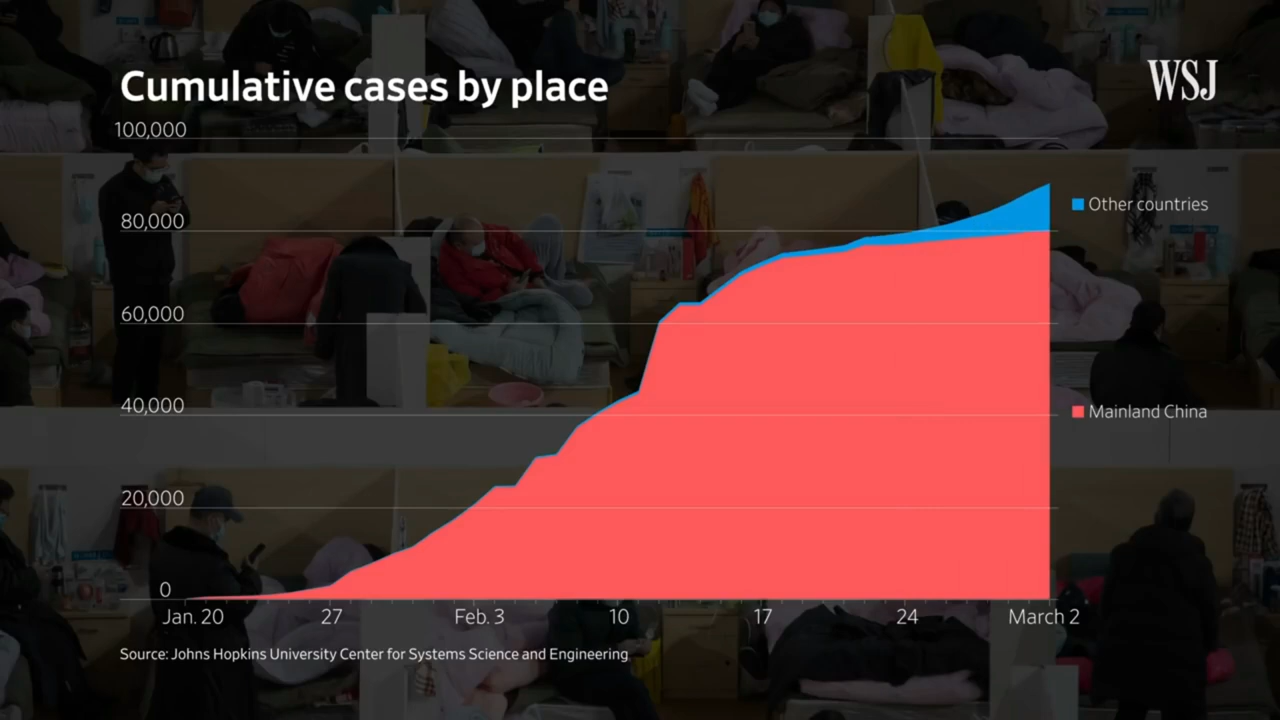 Cumulative cases by place
WSJ
100,000
80,000
Other countries
60,000
40,000
Mainland China
20,000
0
Jan. 20 27 Feb. 3 10 17 24 March 2
Source: Johns Hopkins University Center for Systems Science and Engineering